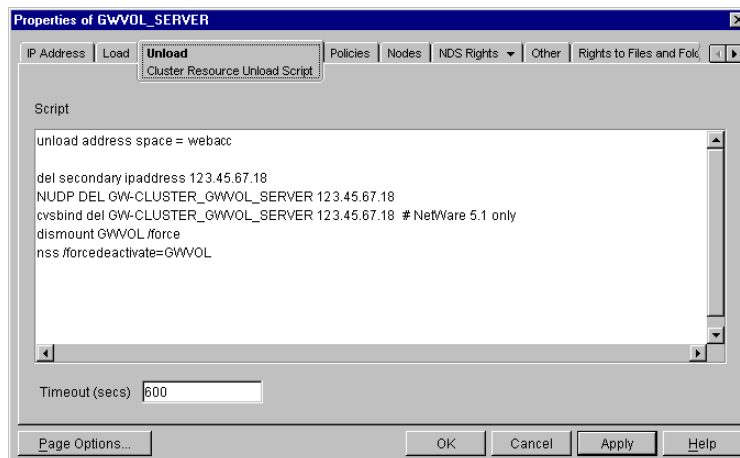 Properties of GWVOL_SERVER
IP Address Load Unload Policies Nodes NDS Rights Other Rights to Files and Fold
Cluster Resource Unload Script
Script
unload address space = webacc
del secondary ipaddress 123.45.67.18
NUDP DEL GW-CLUSTER_GWVOL_SERVER 123.45.67.18
cvsbind del GW-CLUSTER_GWVOL_SERVER 123.45.67.18 # NetWare 5.1 only
dismount GWVOL /force
nss /forcedeactivate=GWVOL
Timeout (secs) 600
Page Options... OK Cancel Apply Help